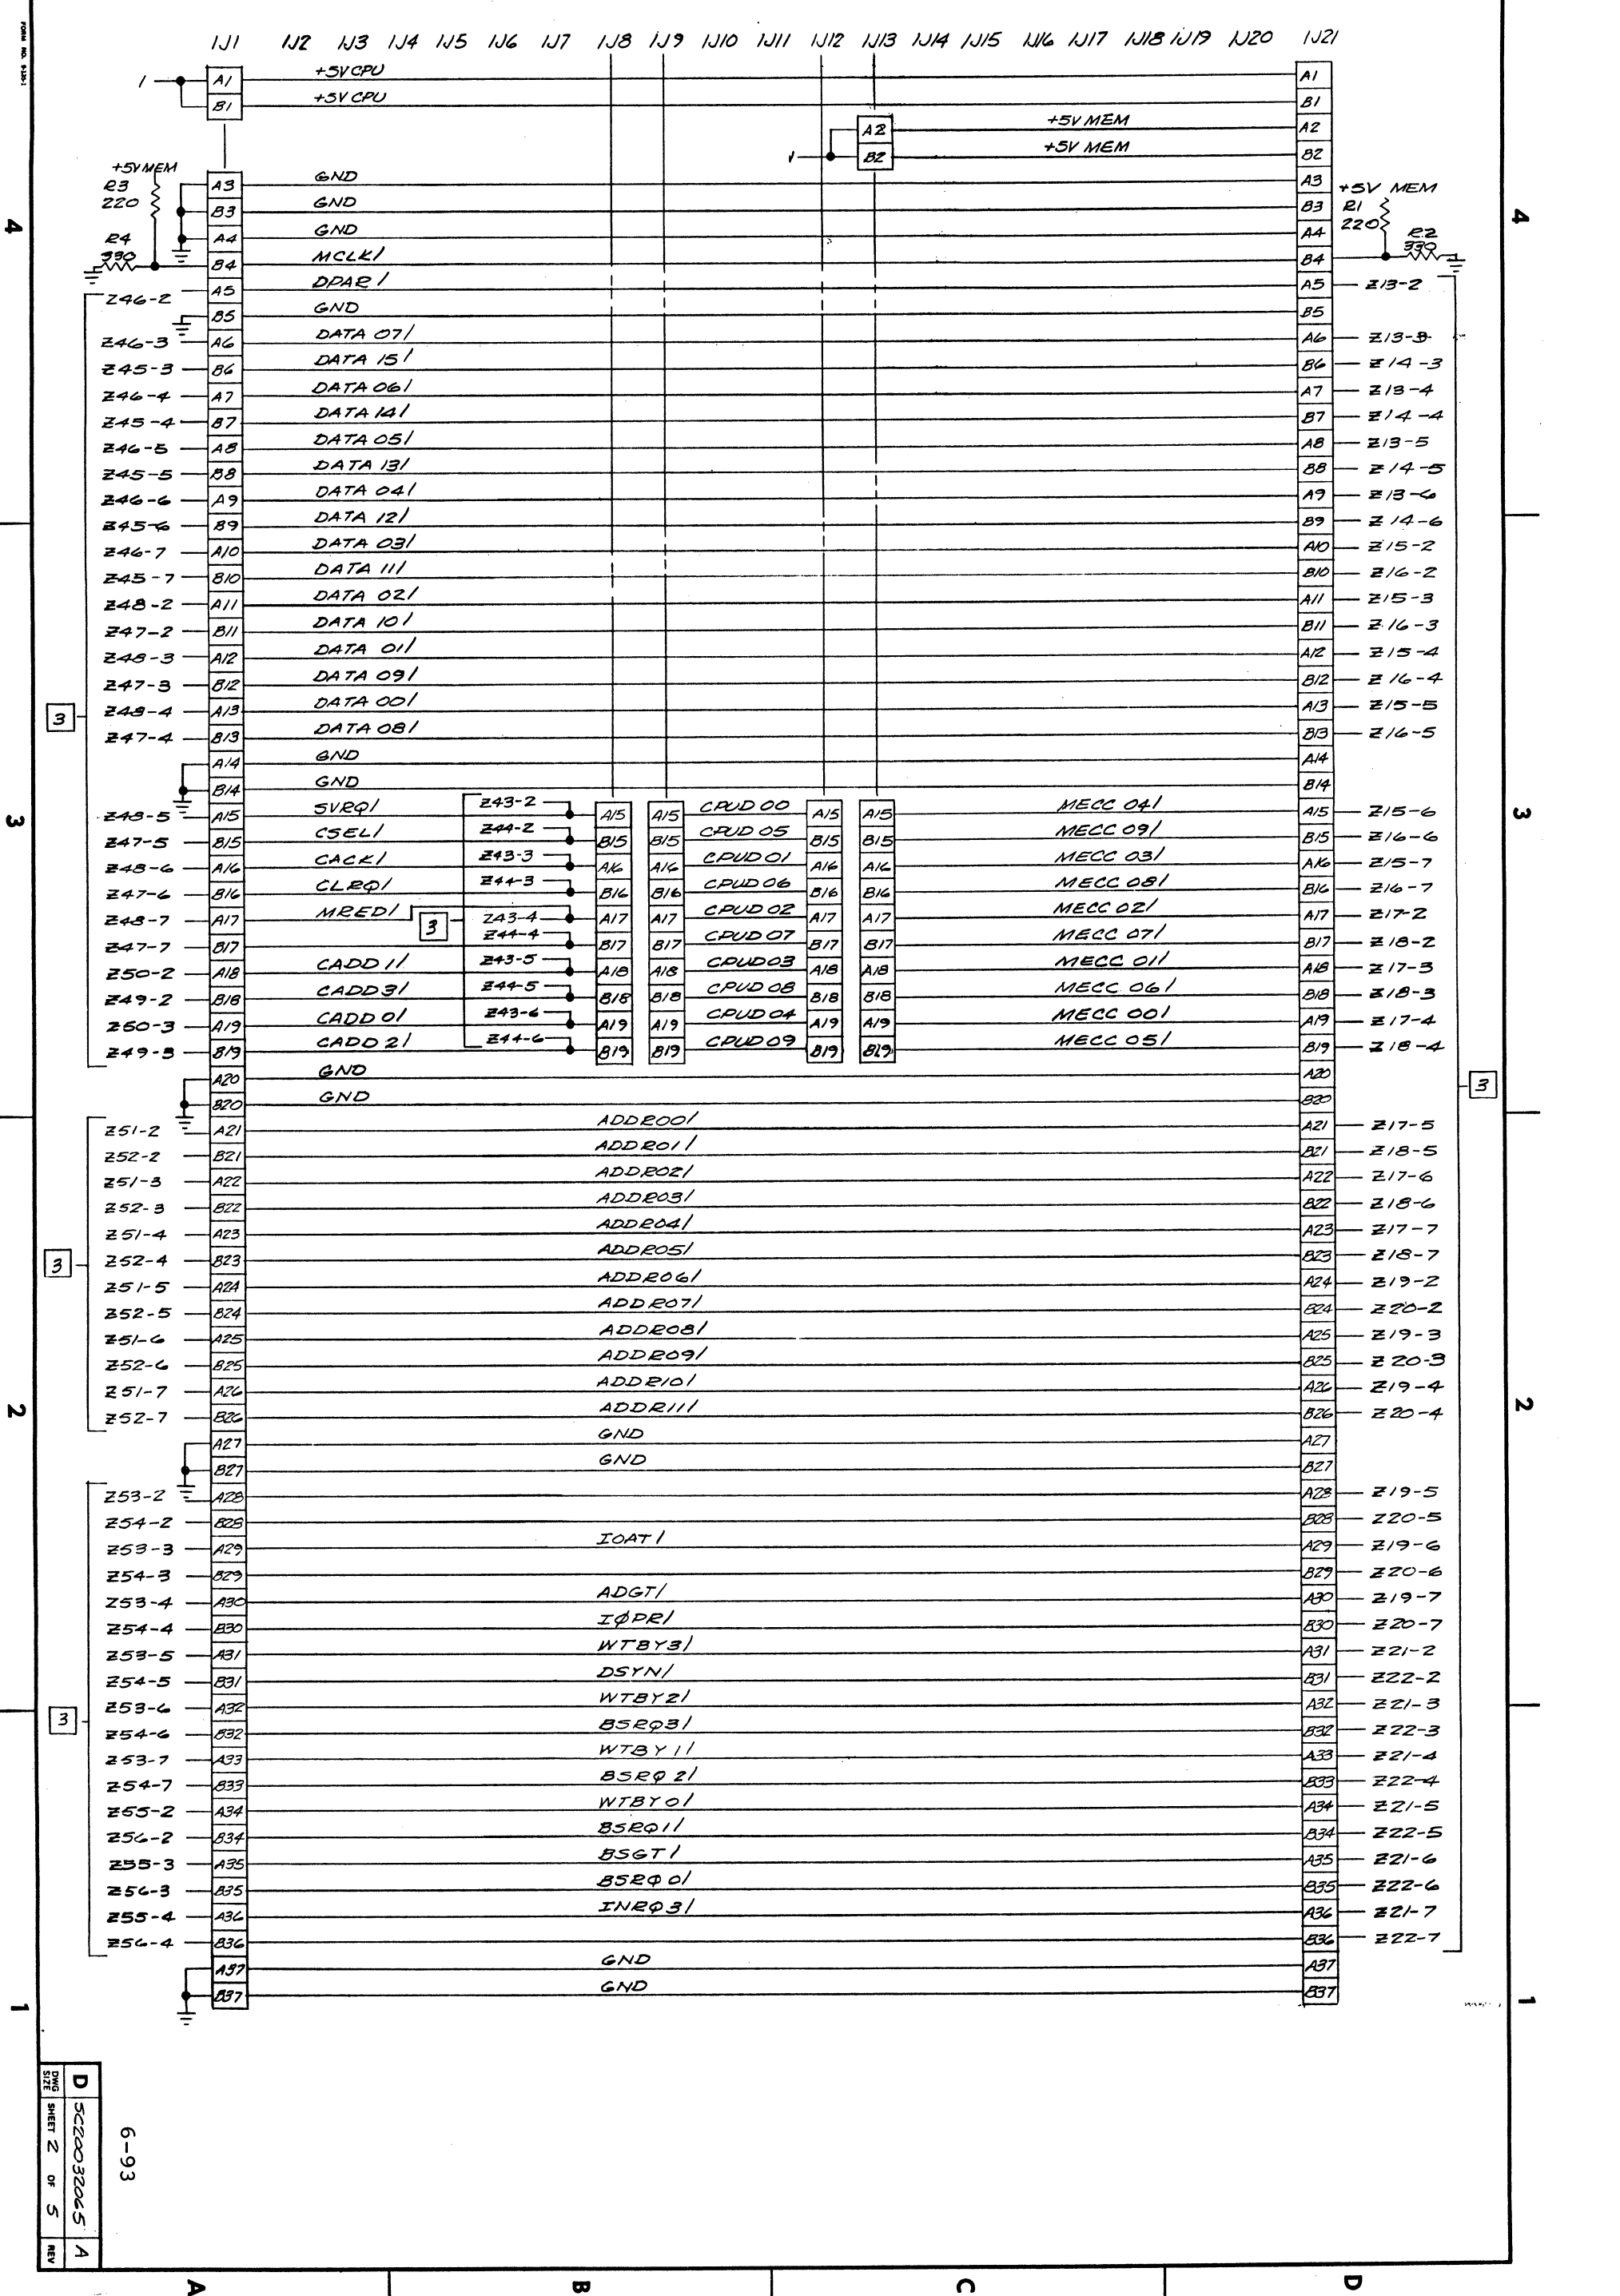 FORM NO. 9-136-1
1J1 1J2 1J3 1J4 1J5 1J6 1J7 1J8 1J9 1J10 1J11 1J12 1J13 1J14 1J15 1J16 1J17 1J18 1J19 1J20 1J21
1 A1 +5V CPU A1
B1 +5V CPU B1
A2 +5V MEM A2
1 B2 +5V MEM B2
+5V MEM
R3
220
A3 GND A3
+5V MEM
R1
220
B3 GND B3
R4
330
A4 GND A4
R2
330
B4 MCLK/ B4
Z46-2 A5 DPAR/ A5 Z13-2
B5 GND B5
Z46-3 A6 DATA 07/ A6 Z13-3
Z45-3 B6 DATA 15/ B6 Z14-3
Z46-4 A7 DATA 06/ A7 Z13-4
Z45-4 B7 DATA 14/ B7 Z14-4
Z46-5 A8 DATA 05/ A8 Z13-5
Z45-5 B8 DATA 13/ B8 Z14-5
Z46-6 A9 DATA 04/ A9 Z13-6
Z45-6 B9 DATA 12/ B9 Z14-6
Z46-7 A10 DATA 03/ A10 Z15-2
Z45-7 B10 DATA 11/ B10 Z16-2
Z48-2 A11 DATA 02/ A11 Z15-3
Z47-2 B11 DATA 10/ B11 Z16-3
Z48-3 A12 DATA 01/ A12 Z15-4
Z47-3 B12 DATA 09/ B12 Z16-4
3
Z48-4 A13 DATA 00/ A13 Z15-5
Z47-4 B13 DATA 08/ B13 Z16-5
A14 GND A14
B14 GND B14
Z48-5 A15 SVRQ/ Z43-2 A15 A15 CPUD 00 A15 A15 MECC 04/ A15 Z15-6
Z47-5 B15 CSEL/ Z44-2 B15 B15 CPUD 05 B15 B15 MECC 09/ B15 Z16-6
Z48-6 A16 CACK/ Z43-3 A16 A16 CPUD 01 A16 A16 MECC 03/ A16 Z15-7
Z47-6 B16 CLRQ/ Z44-3 B16 B16 CPUD 06 B16 B16 MECC 08/ B16 Z16-7
Z48-7 A17 MRED/ 3 Z43-4 A17 A17 CPUD 02 A17 A17 MECC 02/ A17 Z17-2
Z47-7 B17 Z44-4 B17 B17 CPUD 07 B17 B17 MECC 07/ B17 Z18-2
Z50-2 A18 CADD 1/ Z43-5 A18 A18 CPUD 03 A18 A18 MECC 01/ A18 Z17-3
Z49-2 B18 CADD 3/ Z44-5 B18 B18 CPUD 08 B18 B18 MECC 06/ B18 Z18-3
Z50-3 A19 CADD 0/ Z43-6 A19 A19 CPUD 04 A19 A19 MECC 00/ A19 Z17-4
Z49-3 B19 CADD 2/ Z44-6 B19 B19 CPUD 09 B19 B19 MECC 05/ B19 Z18-4
A20 GND A20
3
B20 GND B20
Z51-2 A21 ADDR00/ A21 Z17-5
Z52-2 B21 ADDR01/ B21 Z18-5
Z51-3 A22 ADDR02/ A22 Z17-6
Z52-3 B22 ADDR03/ B22 Z18-6
Z51-4 A23 ADDR04/ A23 Z17-7
3
Z52-4 B23 ADDR05/ B23 Z18-7
Z51-5 A24 ADDR06/ A24 Z19-2
Z52-5 B24 ADDR07/ B24 Z20-2
Z51-6 A25 ADDR08/ A25 Z19-3
Z52-6 B25 ADDR09/ B25 Z20-3
Z51-7 A26 ADDR10/ A26 Z19-4
Z52-7 B26 ADDR11/ B26 Z20-4
A27 GND A27
B27 GND B27
Z53-2 A28 A28 Z19-5
Z54-2 B28 B28 Z20-5
Z53-3 A29 IOAT/ A29 Z19-6
Z54-3 B29 B29 Z20-6
Z53-4 A30 ADGT/ A30 Z19-7
Z54-4 B30 IØPR/ B30 Z20-7
Z53-5 A31 WTBY3/ A31 Z21-2
Z54-5 B31 DSYN/ B31 Z22-2
Z53-6 A32 WTBY2/ A32 Z21-3
3
Z54-6 B32 BSRQ3/ B32 Z22-3
Z53-7 A33 WTBY1/ A33 Z21-4
Z54-7 B33 BSRQ 2/ B33 Z22-4
Z55-2 A34 WTBY0/ A34 Z21-5
Z56-2 B34 BSRQ1/ B34 Z22-5
Z55-3 A35 BSGT/ A35 Z21-6
Z56-3 B35 BSRQ 0/ B35 Z22-6
Z55-4 A36 INRQ3/ A36 Z21-7
Z56-4 B36 B36 Z22-7
A37 GND A37
B37 GND B37
4 4
3 3
2 2
1 1
D SC20032065 A
DWG SIZE SHEET 2 OF 5 REV
6-93
A B C D